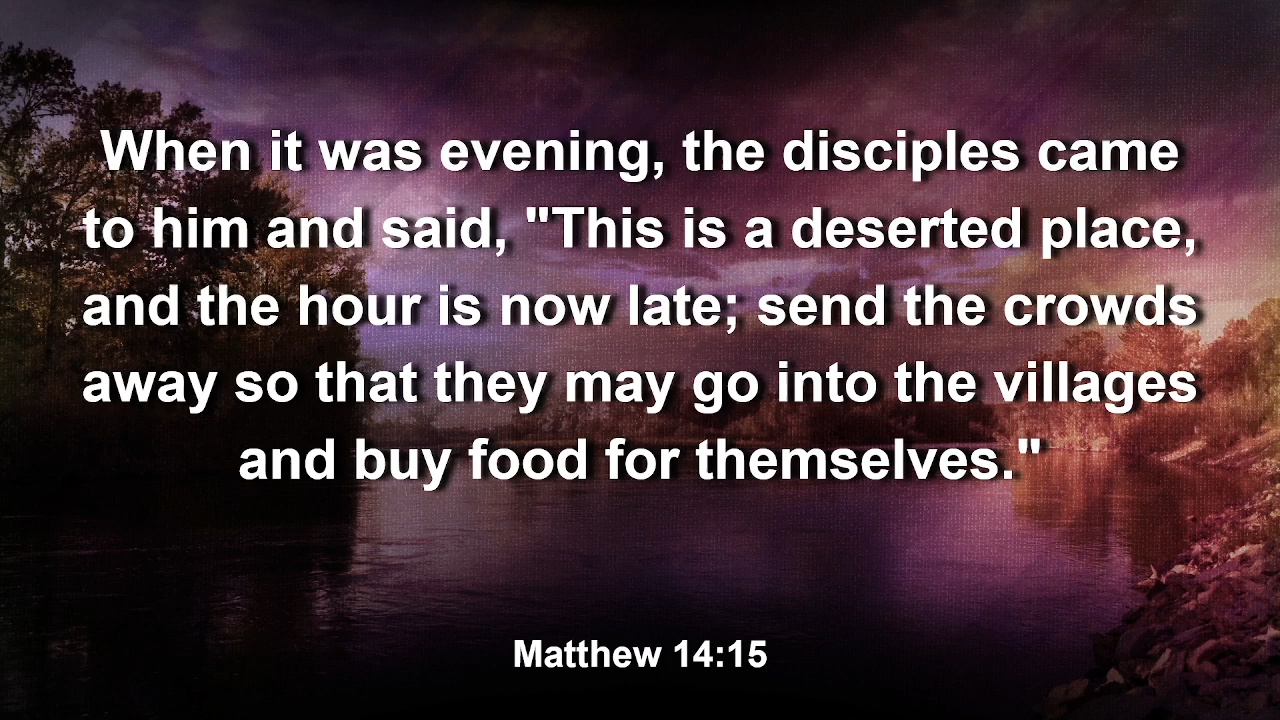 When it was evening, the disciples came
to him and said, "This is a deserted place,
and the hour is now late; send the crowds
away so that they may go into the villages
and buy food for themselves."
Matthew 14:15